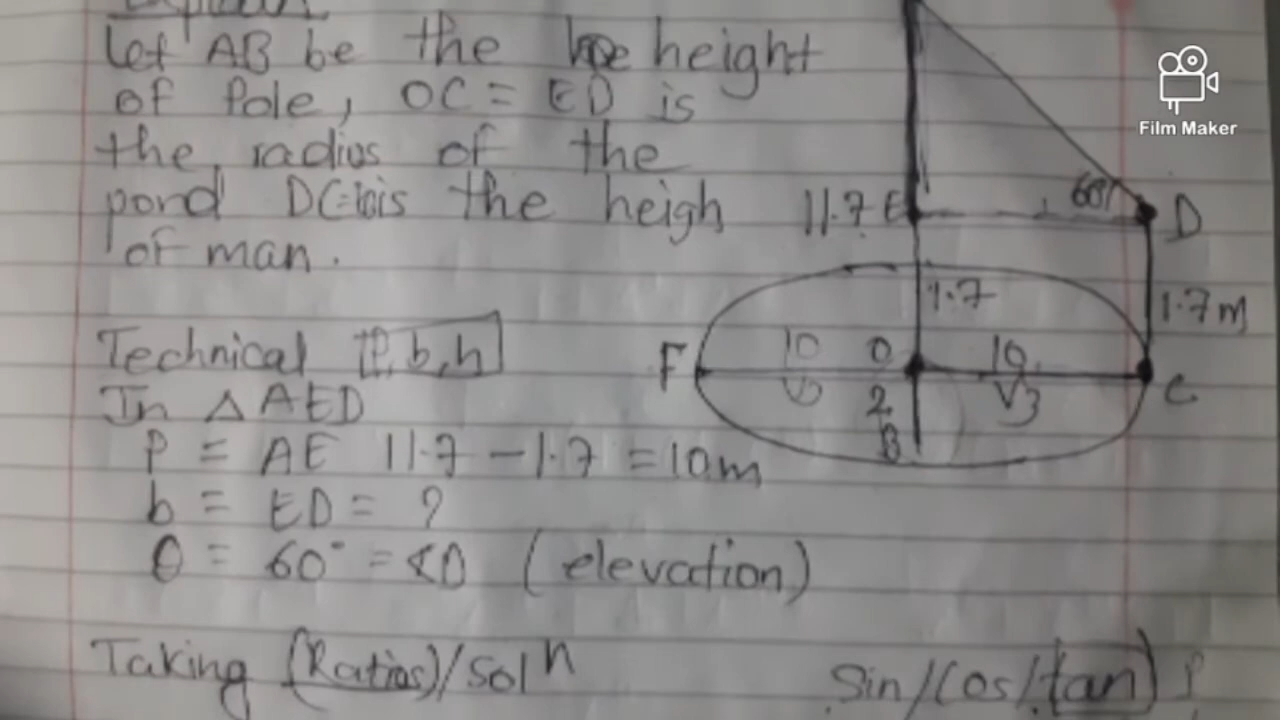 Let AB be the height
of Pole, OC = ED is
the radios of the
pond DC is the heigh
of man.
Technical P, b, h
In △AED
P = AE 11.7 - 1.7 = 10m
b = ED = ?
θ = 60° = ∢D (elevation)
Taking (Ratios)/solⁿ
Sin/Cos/tan)
Film Maker
60°
11.7 E
D
1.7
1.7m
F
10
O
10
√3
C
2
B